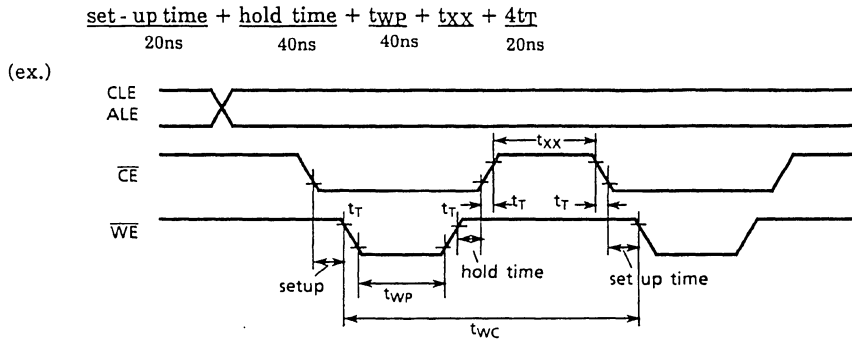 set-up time + hold time + tWP + tXX + 4tT
20ns 40ns 40ns 20ns
(ex.)
CLE
ALE
tXX
CE
tT tT tT tT
WE
setup
hold time
set up time
tWP
tWC